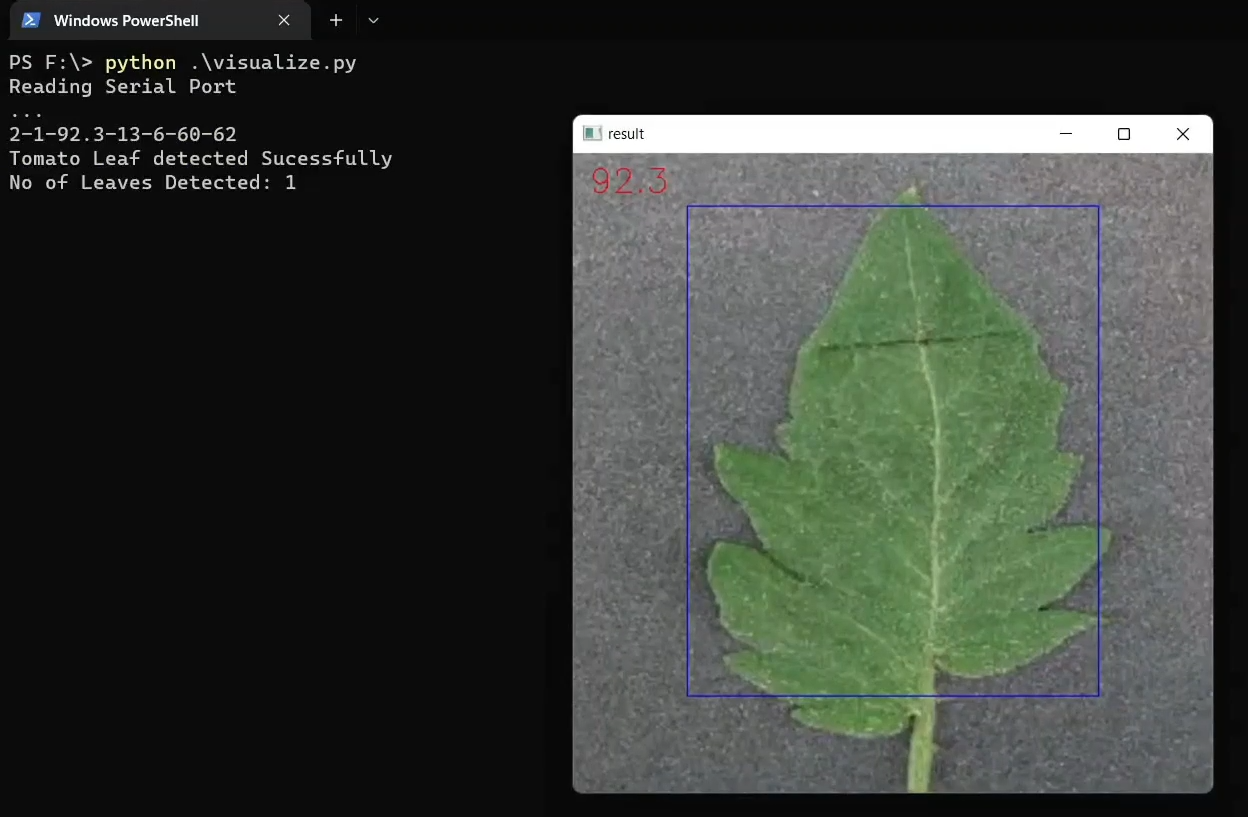 Windows PowerShell
PS F:\> python .\visualize.py
Reading Serial Port
...
2-1-92.3-13-6-60-62
Tomato Leaf detected Sucessfully
No of Leaves Detected: 1
result
92.3